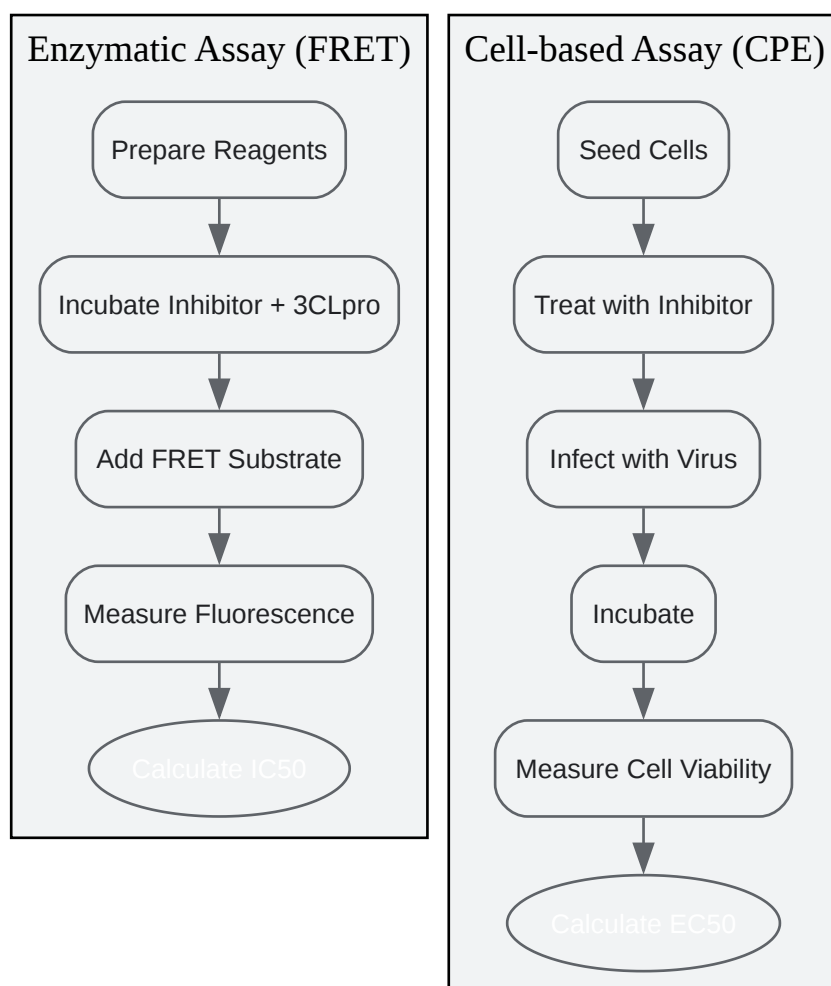 Enzymatic Assay (FRET)
Prepare Reagents
Incubate Inhibitor + 3CLpro
Add FRET Substrate
Measure Fluorescence
Calculate IC50
Cell-based Assay (CPE)
Seed Cells
Treat with Inhibitor
Infect with Virus
Incubate
Measure Cell Viability
Calculate EC50